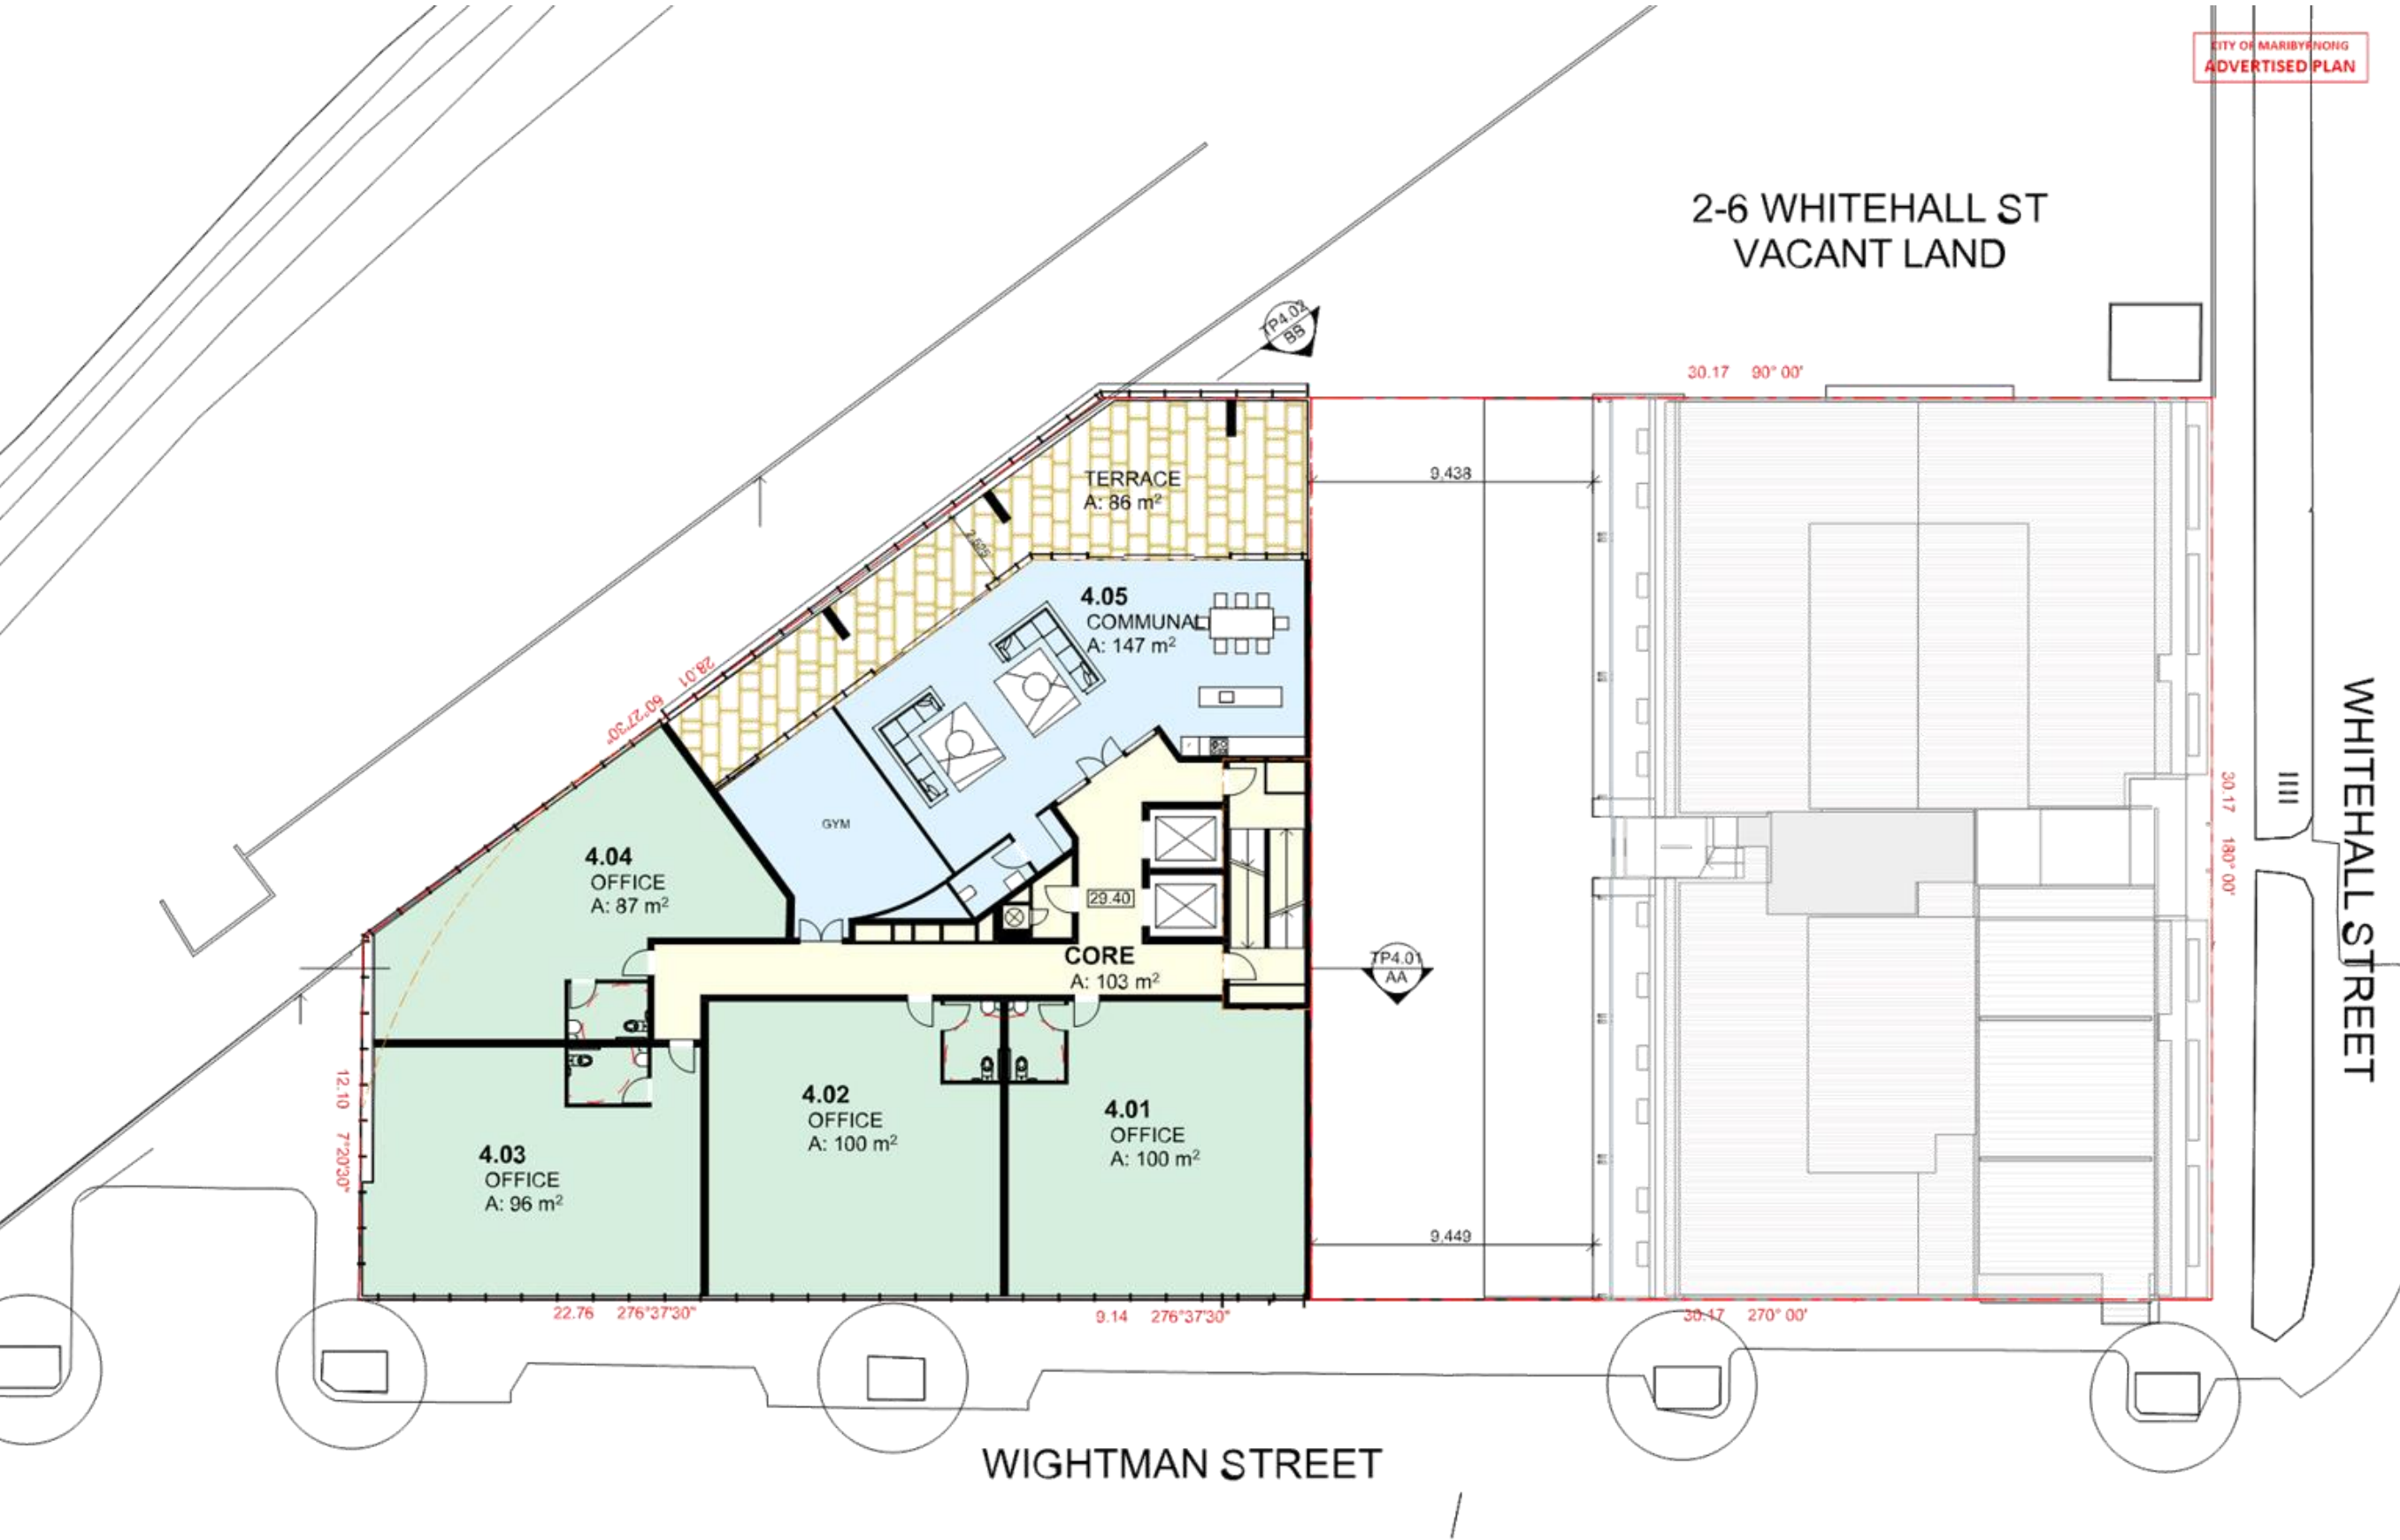 CITY OF MARIBYRNONG
ADVERTISED PLAN
2-6 WHITEHALL ST
VACANT LAND
TP4.02
BB
30.17 90° 00'
9,438
TERRACE
A: 86 m²
2,525
4.05
COMMUNAL
A: 147 m²
28.01
60°27'30"
GYM
4.04
OFFICE
A: 87 m²
29.40
CORE
A: 103 m²
TP4.01
AA
30.17 180° 00'
WHITEHALL STREET
12.10 7°20'30"
4.03
OFFICE
A: 96 m²
4.02
OFFICE
A: 100 m²
4.01
OFFICE
A: 100 m²
9,449
22.76 276°37'30"
9.14 276°37'30"
30.17 270° 00'
WIGHTMAN STREET